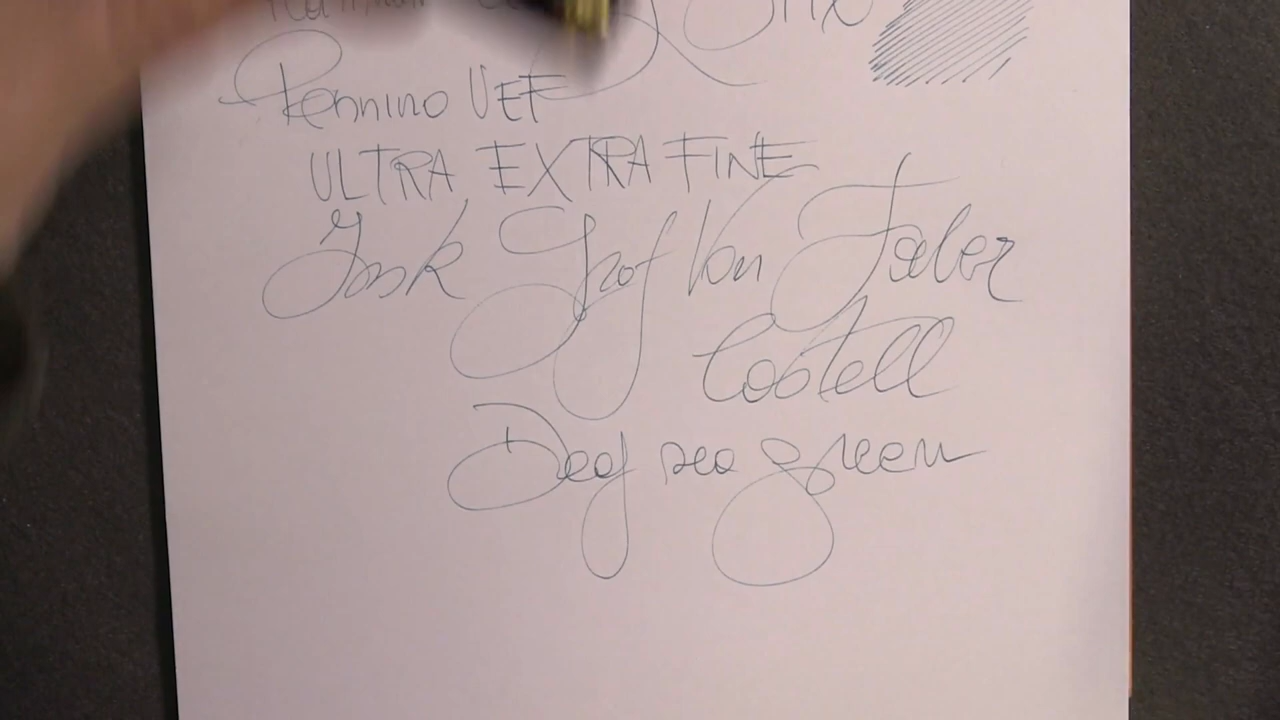 Pennino UEF
ULTRA EXTRA FINE
Ink Graf Von Faber
Castell
Deep sea green